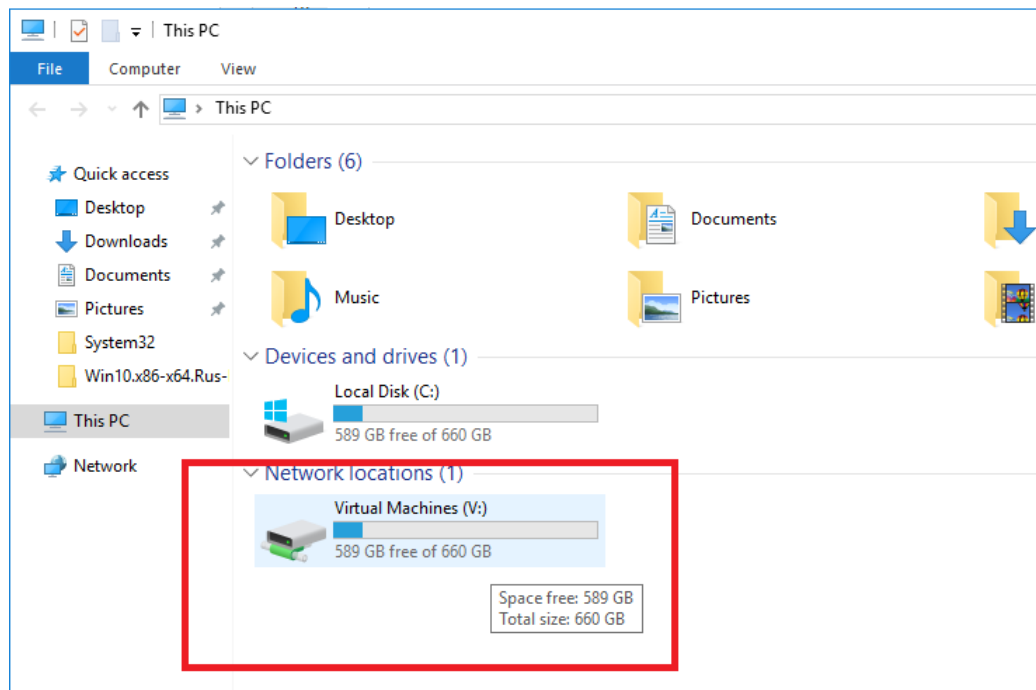 This PC
File Computer View
This PC
Quick access
Desktop
Downloads
Documents
Pictures
System32
Win10.x86-x64.Rus-
This PC
Network
Folders (6)
Desktop Documents
Music Pictures
Devices and drives (1)
Local Disk (C:)
589 GB free of 660 GB
Network locations (1)
Virtual Machines (V:)
589 GB free of 660 GB
Space free: 589 GB
Total size: 660 GB